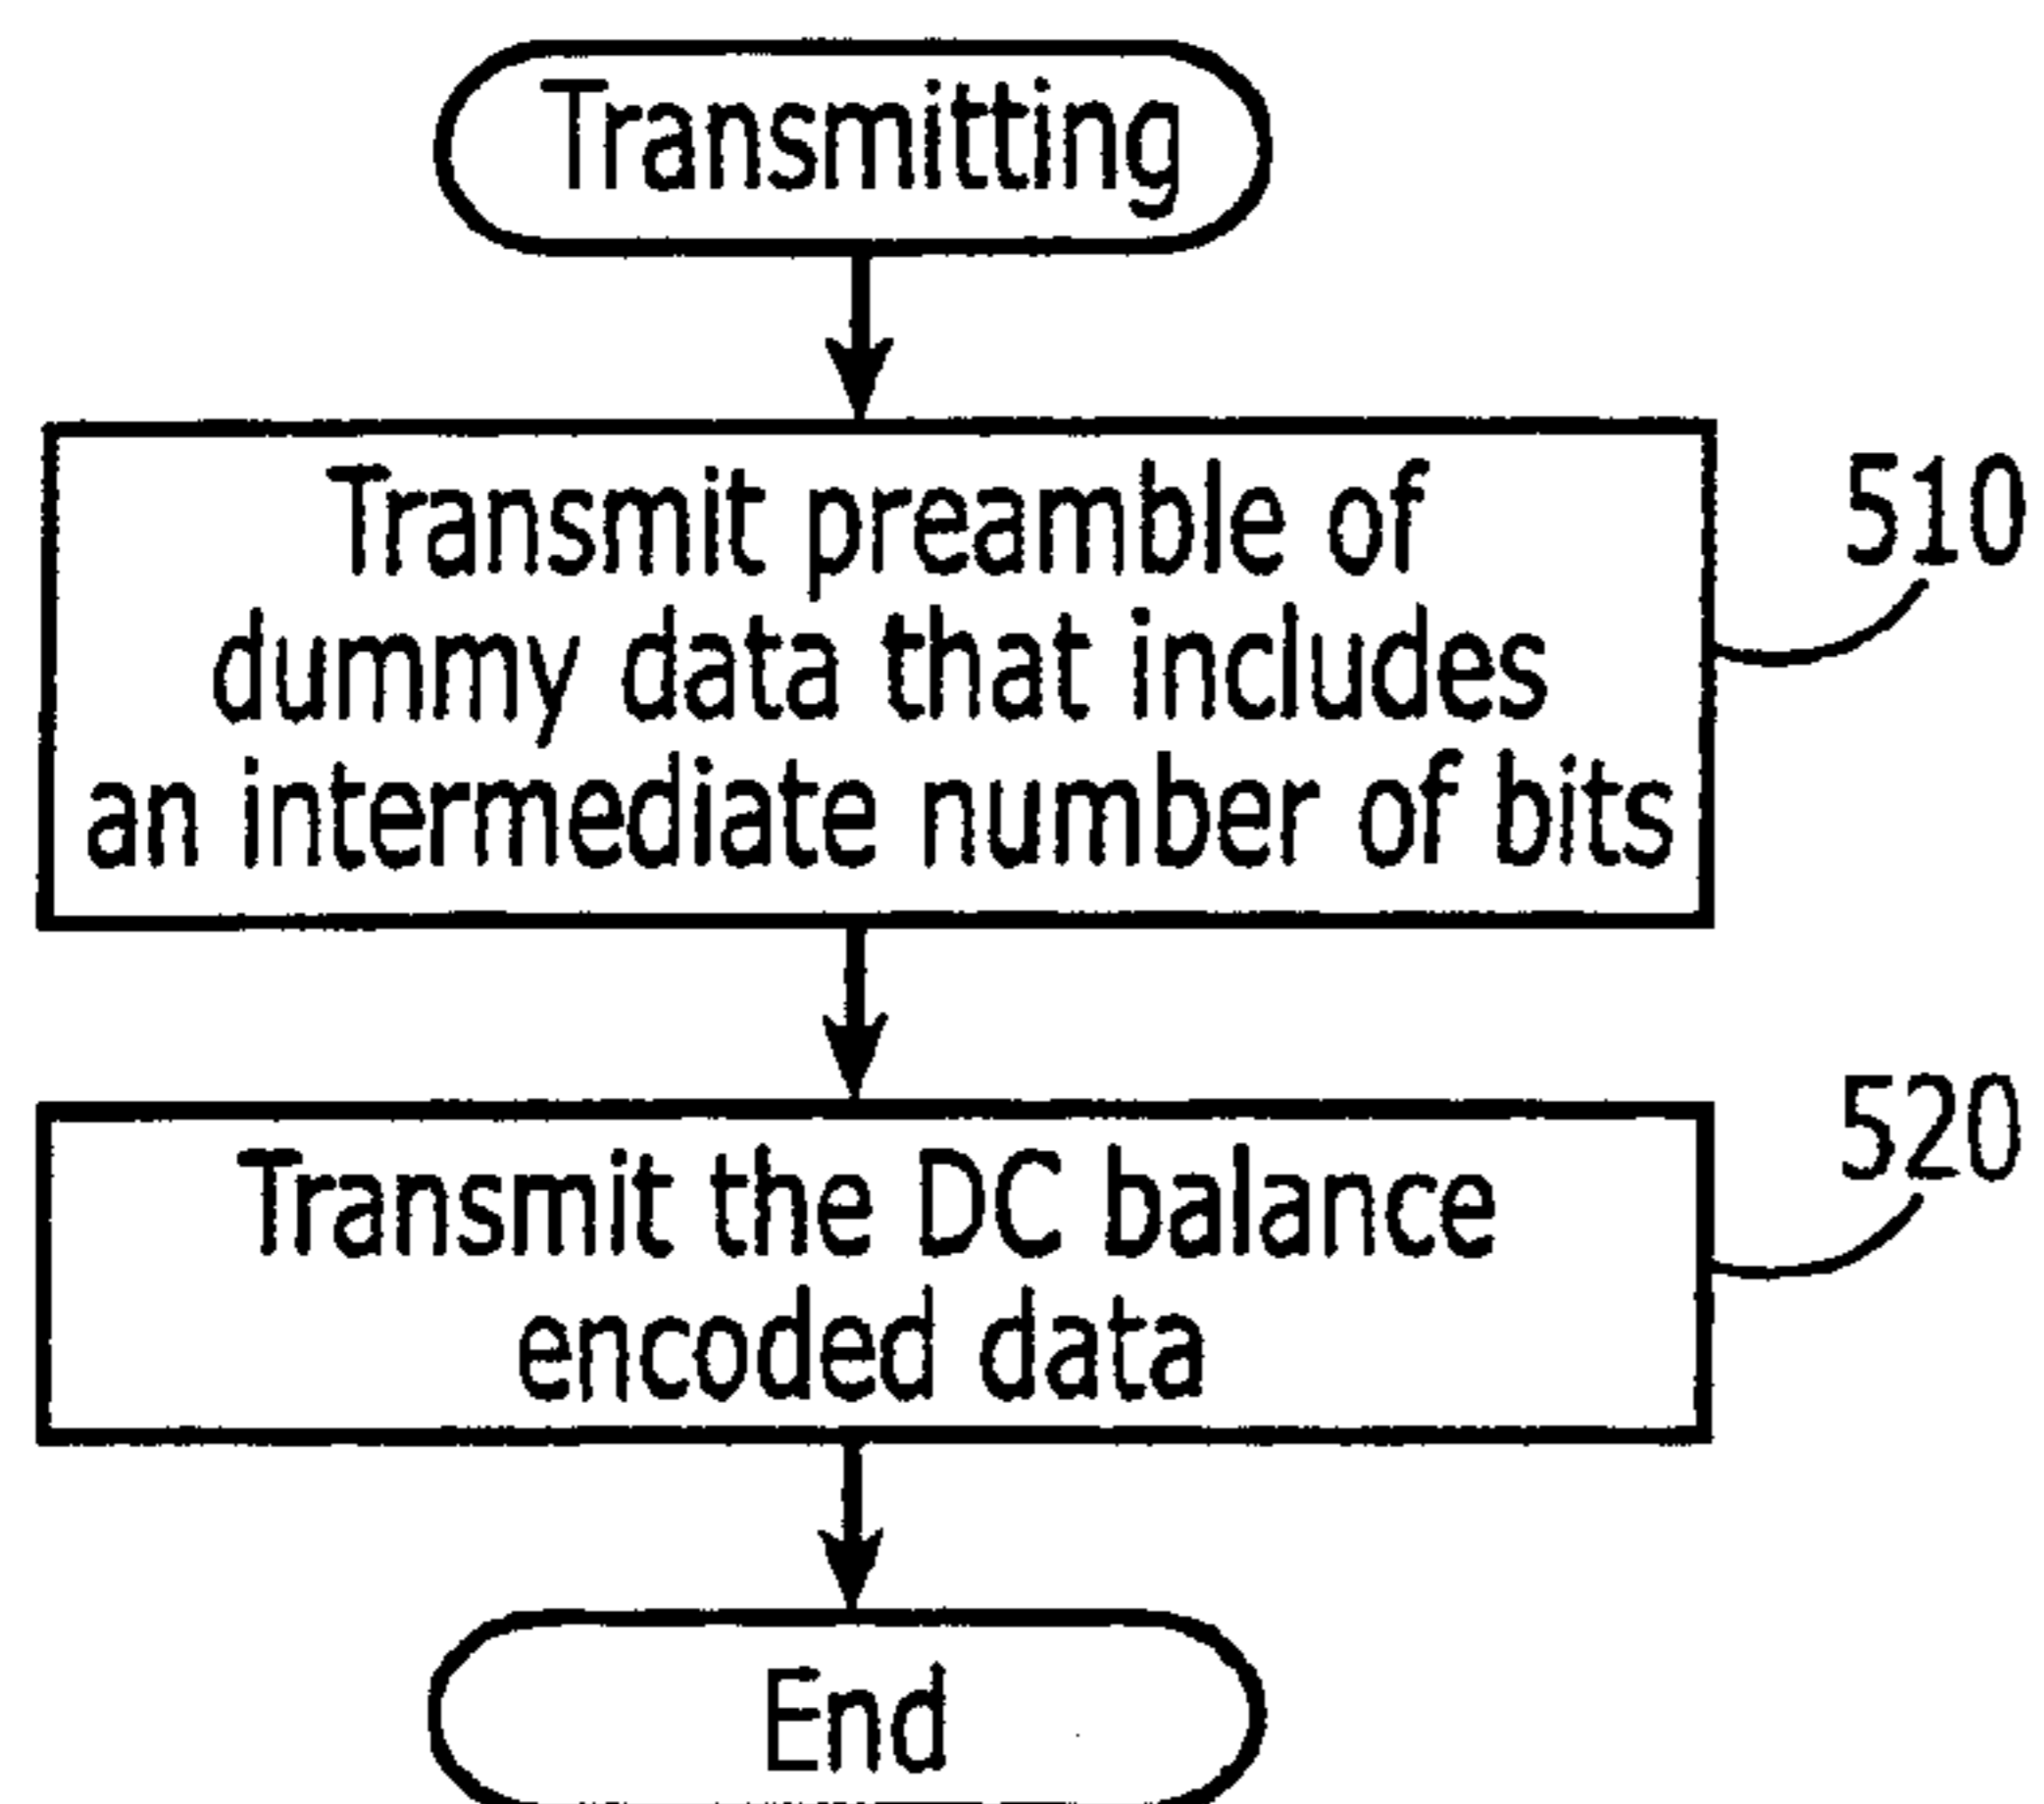 Transmitting
Transmit preamble of
dummy data that includes
an intermediate number of bits
510
Transmit the DC balance
encoded data
520
End